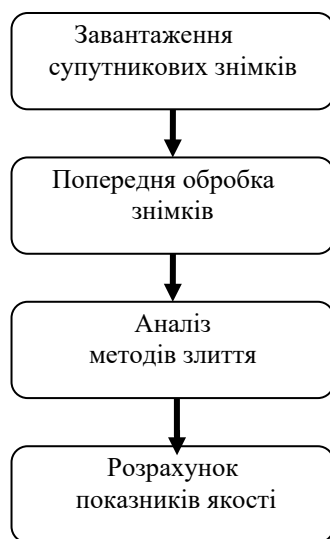 Завантаження
супутникових знімків
Попередня обробка
знімків
Аналіз
методів злиття
Розрахунок
показників якості